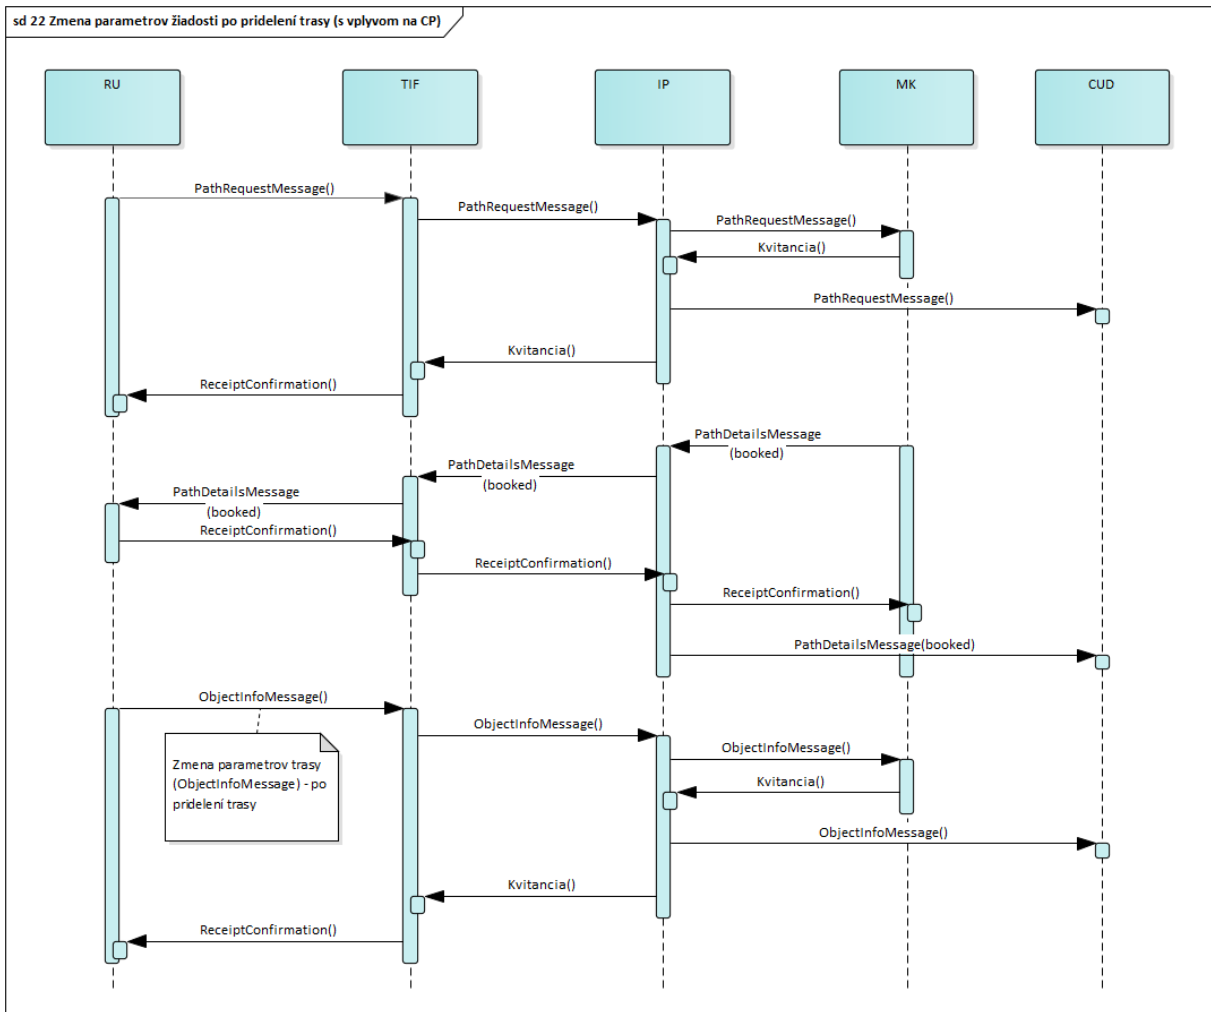 sd 22 Zmena parametrov žiadosti po pridelení trasy (s vplyvom na CP)
RU
TIF
IP
MK
CUD
PathRequestMessage()
PathRequestMessage()
PathRequestMessage()
Kvitancia()
PathRequestMessage()
Kvitancia()
ReceiptConfirmation()
PathDetailsMessage
(booked)
PathDetailsMessage
(booked)
PathDetailsMessage
(booked)
ReceiptConfirmation()
ReceiptConfirmation()
ReceiptConfirmation()
PathDetailsMessage(booked)
ObjectInfoMessage()
ObjectInfoMessage()
ObjectInfoMessage()
Zmena parametrov trasy
(ObjectInfoMessage) - po
pridelení trasy
Kvitancia()
ObjectInfoMessage()
Kvitancia()
ReceiptConfirmation()